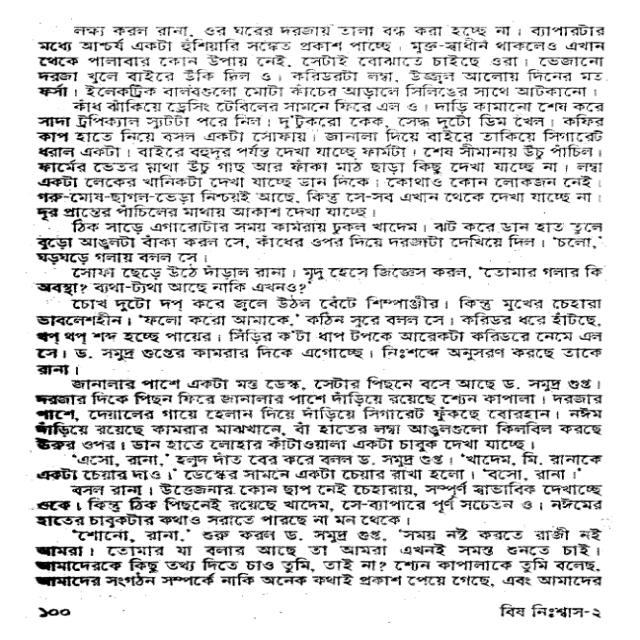 লক্ষ্য করল রানা, ওর ঘরের দরজায় তালা বন্ধ করা হচ্ছে না। ব্যাপারটার
মধ্যে আশ্চর্য একটা হুঁশিয়ারি সঙ্কেত প্রকাশ পাচ্ছে। মুক্ত-স্বাধীন থাকলেও এখান
থেকে পালাবার কোন উপায় নেই, সেটাই বোঝাতে চাইছে ওরা। ভেজানো
দরজা খুলে বাইরে উঁকি দিল ও। করিডরটা লম্বা, উজ্জ্বল আলোয় দিনের মত
ফর্সা। ইলেকট্রিক বালবগুলো মোটা কাঁচের আড়ালে সিলিঙের সাথে আটকানো।
কাঁধ ঝাঁকিয়ে ড্রেসিং টেবিলের সামনে ফিরে এল ও। দাড়ি কামানো শেষ করে
সাদা ট্রপিক্যাল স্যুটটা পরে নিল। দু'টুকরো কেক, সেদ্ধ দুটো ডিম খেল। কফির
কাপ হাতে নিয়ে বসল একটা সোফায়। জানালা দিয়ে বাইরে তাকিয়ে সিগারেট
ধরাল একটা। বাইরে বহুদূর পর্যন্ত দেখা যাচ্ছে ফার্মটা। শেষ সীমানায় উঁচু পাঁচিল।
ফার্মের ভেতর মাথা উঁচু গাছ আর ফাঁকা মাঠ ছাড়া কিছু দেখা যাচ্ছে না। লম্বা
একটা লেকের খানিকটা দেখা যাচ্ছে ডান দিকে। কোথাও কোন লোকজন নেই।
গরু-মোষ-ছাগল-ভেড়া নিশ্চয়ই আছে, কিন্তু সে-সব এখান থেকে দেখা যাচ্ছে না।
দূর প্রান্তের পাঁচিলের মাথায় আকাশ দেখা যাচ্ছে।
ঠিক সাড়ে এগারোটার সময় কামরায় ঢুকল খাদেম। ঝট করে ডান হাত তুলে
বুড়ো আঙুলটা বাঁকা করল সে, কাঁধের ওপর দিয়ে দরজাটা দেখিয়ে দিল। 'চলো,'
ঘড়ঘড়ে গলায় বলল সে।
সোফা ছেড়ে উঠে দাঁড়াল রানা। মৃদু হেসে জিজ্ঞেস করল, 'তোমার গলার কি
অবস্থা? ব্যথা-ট্যথা আছে নাকি এখনও?'
চোখ দুটো দপ্ করে জ্বলে উঠল বেঁটে শিম্পাঞ্জীর। কিন্তু মুখের চেহারা
ভাবলেশহীন। 'ফলো করো আমাকে,' কঠিন সুরে বলল সে। করিডর ধরে হাঁটছে,
থপ্ থপ্ শব্দ হচ্ছে পায়ের। সিঁড়ির ক'টা ধাপ টপকে আরেকটা করিডরে নেমে এল
সে। ড. সমুদ্র গুপ্তের কামরার দিকে এগোচ্ছে। নিঃশব্দে অনুসরণ করছে তাকে
রানা।
জানালার পাশে একটা মস্ত ডেস্ক, সেটার পিছনে বসে আছে ড. সমুদ্র গুপ্ত।
দরজার দিকে পিছন ফিরে জানালার পাশে দাঁড়িয়ে রয়েছে শ্যেন কাপালা। দরজার
পাশে, দেয়ালের গায়ে হেলান দিয়ে দাঁড়িয়ে সিগারেট ফুঁকছে বোরহান। নঈম
দাঁড়িয়ে রয়েছে কামরার মাঝখানে, বাঁ হাতের লম্বা আঙুলগুলো কিলবিল করছে
ঊরুর ওপর। ডান হাতে লোহার কাঁটাওয়ালা একটা চাবুক দেখা যাচ্ছে।
'এসো, রানা,' হলুদ দাঁত বের করে বলল ড. সমুদ্র গুপ্ত। 'খাদেম, মি. রানাকে
একটা চেয়ার দাও।' ডেস্কের সামনে একটা চেয়ার রাখা হলো। 'বসো, রানা।'
বসল রানা। উত্তেজনার কোন ছাপ নেই চেহারায়, সম্পূর্ণ স্বাভাবিক দেখাচ্ছে
ওকে। কিন্তু ঠিক পিছনেই রয়েছে খাদেম, সে-ব্যাপারে পূর্ণ সচেতন ও। নঈমের
হাতের চাবুকটার কথাও সরাতে পারছে না মন থেকে।
'শোনো, রানা,' শুরু করল ড. সমুদ্র গুপ্ত, 'সময় নষ্ট করতে রাজী নই
আমরা। তোমার যা বলার আছে তা আমরা এখনই সমস্ত শুনতে চাই।
আমাদেরকে কিছু তথ্য দিতে চাও তুমি, তাই না? শ্যেন কাপালাকে তুমি বলেছ,
আমাদের সংগঠন সম্পর্কে নাকি অনেক কথাই প্রকাশ পেয়ে গেছে, এবং আমাদের
১০০ বিষ নিঃশ্বাস-২